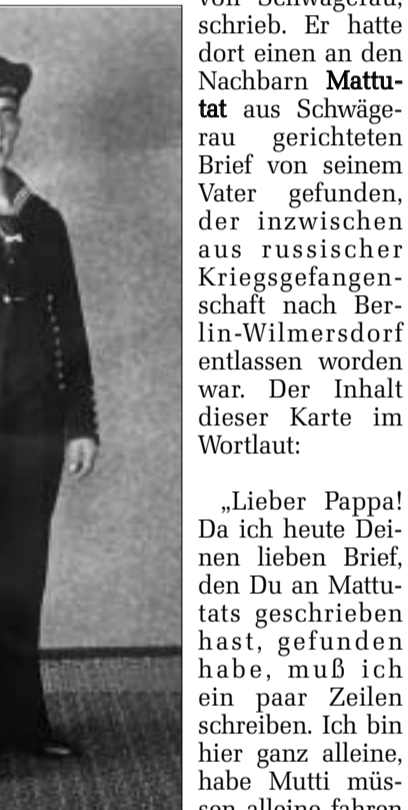 von Schwägerau,
schrieb. Er hatte
dort einen an den
Nachbarn Mattu-
tat aus Schwäge-
rau gerichteten
Brief von seinem
Vater gefunden,
der inzwischen
aus russischer
Kriegsgefangen-
schaft nach Ber-
lin-Wilmersdorf
entlassen worden
war. Der Inhalt
dieser Karte im
Wortlaut:
„Lieber Pappa!
Da ich heute Dei-
nen lieben Brief,
den Du an Mattu-
tats geschrieben
hast, gefunden
habe, muß ich
ein paar Zeilen
schreiben. Ich bin
hier ganz alleine,
habe Mutti müs-
sen alleine fahren